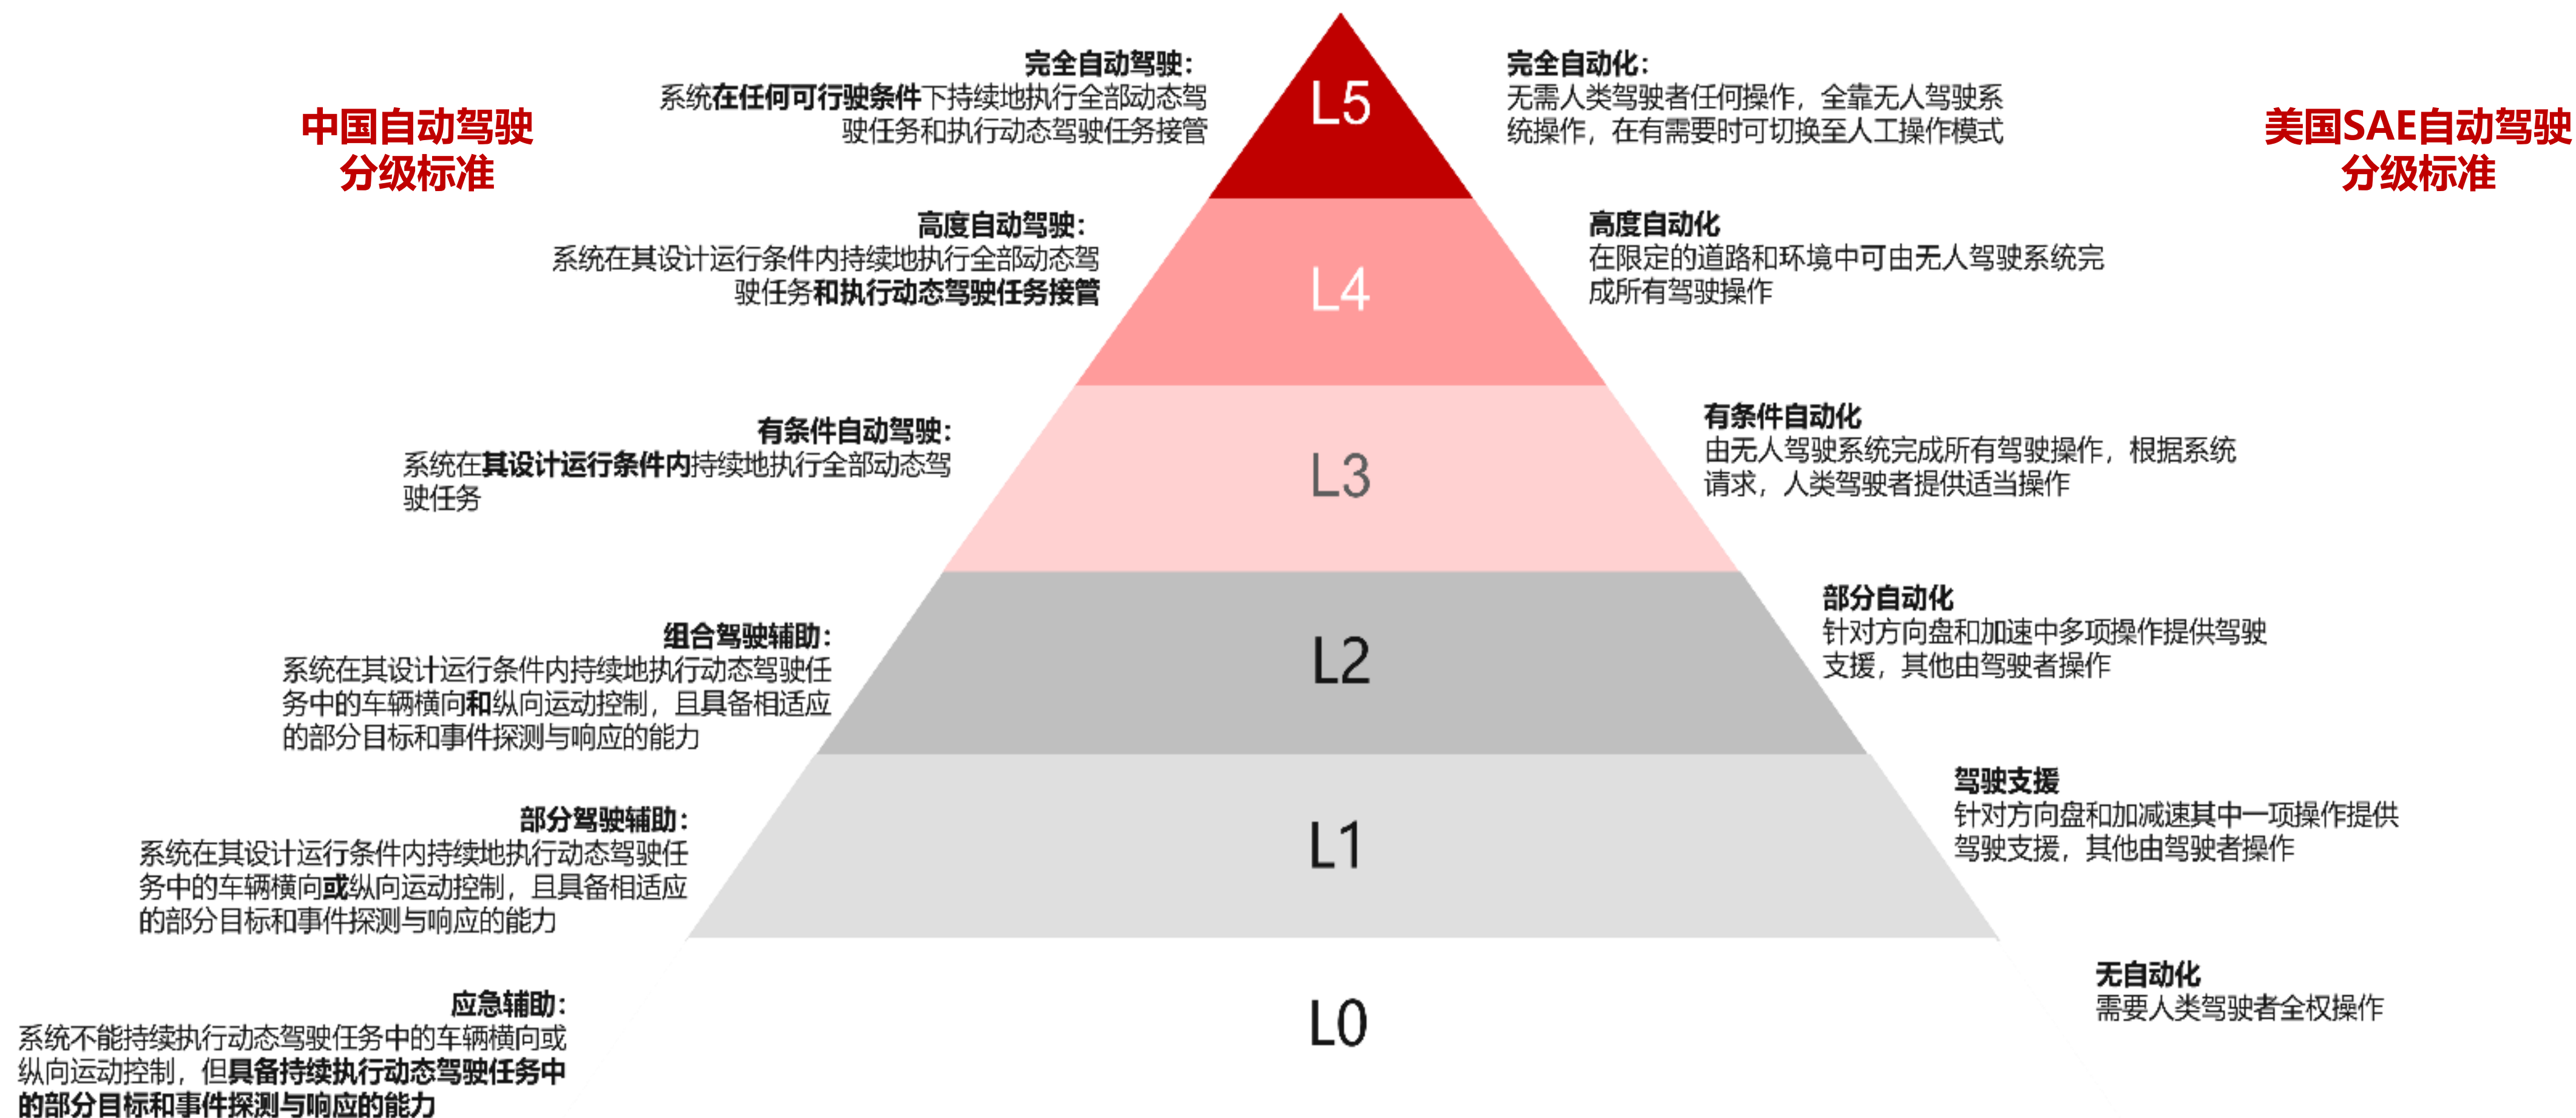 中国自动驾驶
分级标准
美国SAE自动驾驶
分级标准
完全自动驾驶：
系统在任何可行驶条件下持续地执行全部动态驾
驶任务和执行动态驾驶任务接管
L5
完全自动化：
无需人类驾驶者任何操作，全靠无人驾驶系
统操作，在有需要时可切换至人工操作模式
高度自动驾驶：
系统在其设计运行条件内持续地执行全部动态驾
驶任务和执行动态驾驶任务接管
L4
高度自动化
在限定的道路和环境中可由无人驾驶系统完
成所有驾驶操作
有条件自动驾驶：
系统在其设计运行条件内持续地执行全部动态驾
驶任务
L3
有条件自动化
由无人驾驶系统完成所有驾驶操作，根据系统
请求，人类驾驶者提供适当操作
组合驾驶辅助：
系统在其设计运行条件内持续地执行动态驾驶任
务中的车辆横向和纵向运动控制，且具备相适应
的部分目标和事件探测与响应的能力
L2
部分自动化
针对方向盘和加速中多项操作提供驾驶
支援，其他由驾驶者操作
部分驾驶辅助：
系统在其设计运行条件内持续地执行动态驾驶任
务中的车辆横向或纵向运动控制，且具备相适应
的部分目标和事件探测与响应的能力
L1
驾驶支援
针对方向盘和加减速其中一项操作提供
驾驶支援，其他由驾驶者操作
应急辅助：
系统不能持续执行动态驾驶任务中的车辆横向或
纵向运动控制，但具备持续执行动态驾驶任务中
的部分目标和事件探测与响应的能力
L0
无自动化
需要人类驾驶者全权操作